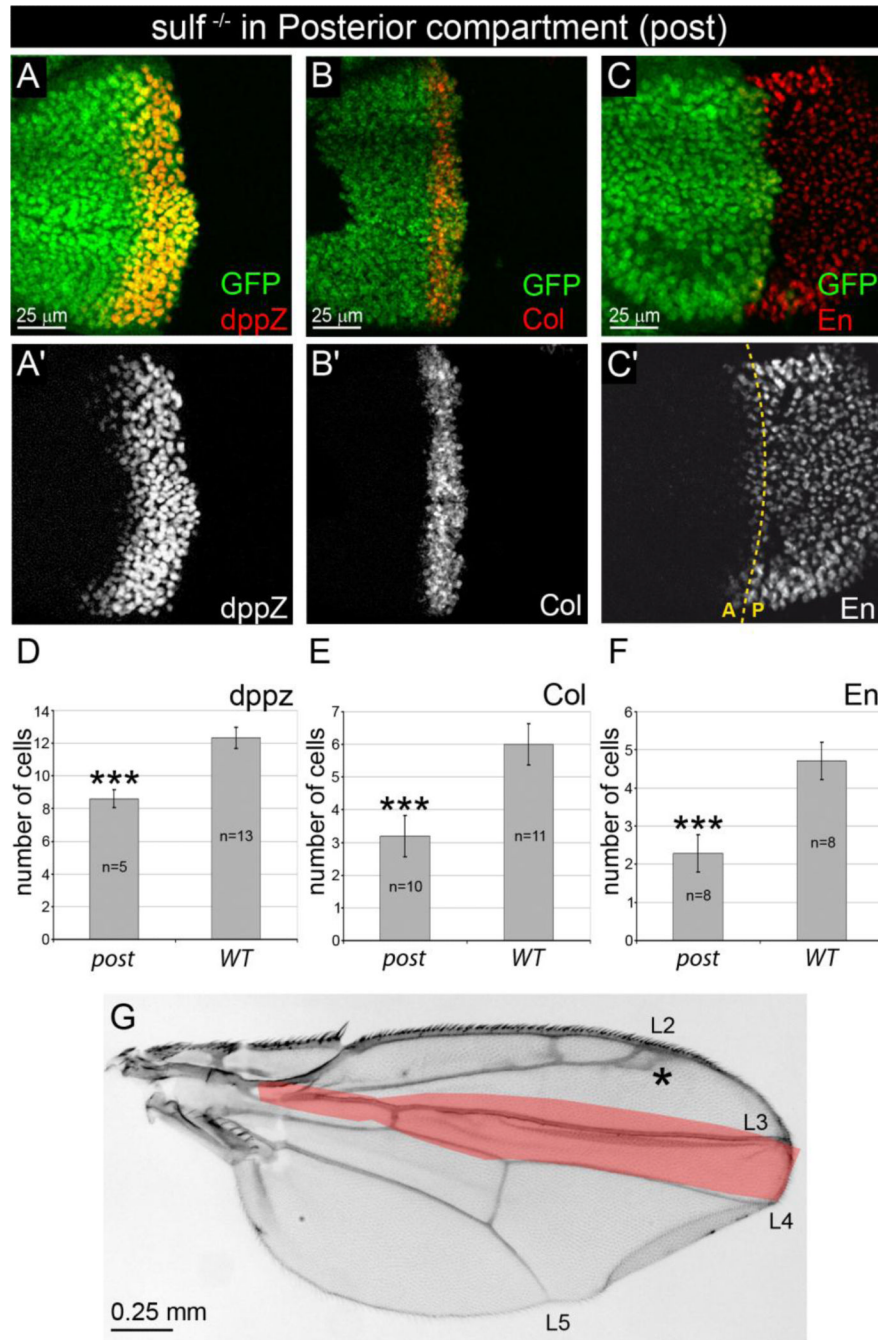 sulf -/- in Posterior compartment (post)
A
GFP
dppZ
25 μm
B
GFP
Col
25 μm
C
GFP
En
25 μm
A'
dppZ
B'
Col
C'
A P
En
D
dppz
number of cells
14
12
10
8
6
4
2
0
***
n=5
n=13
post
WT
E
Col
number of cells
7
6
5
4
3
2
1
0
***
n=10
n=11
post
WT
F
En
number of cells
6
5
4
3
2
1
0
***
n=8
n=8
post
WT
G
L2
*
L3
L4
L5
0.25 mm